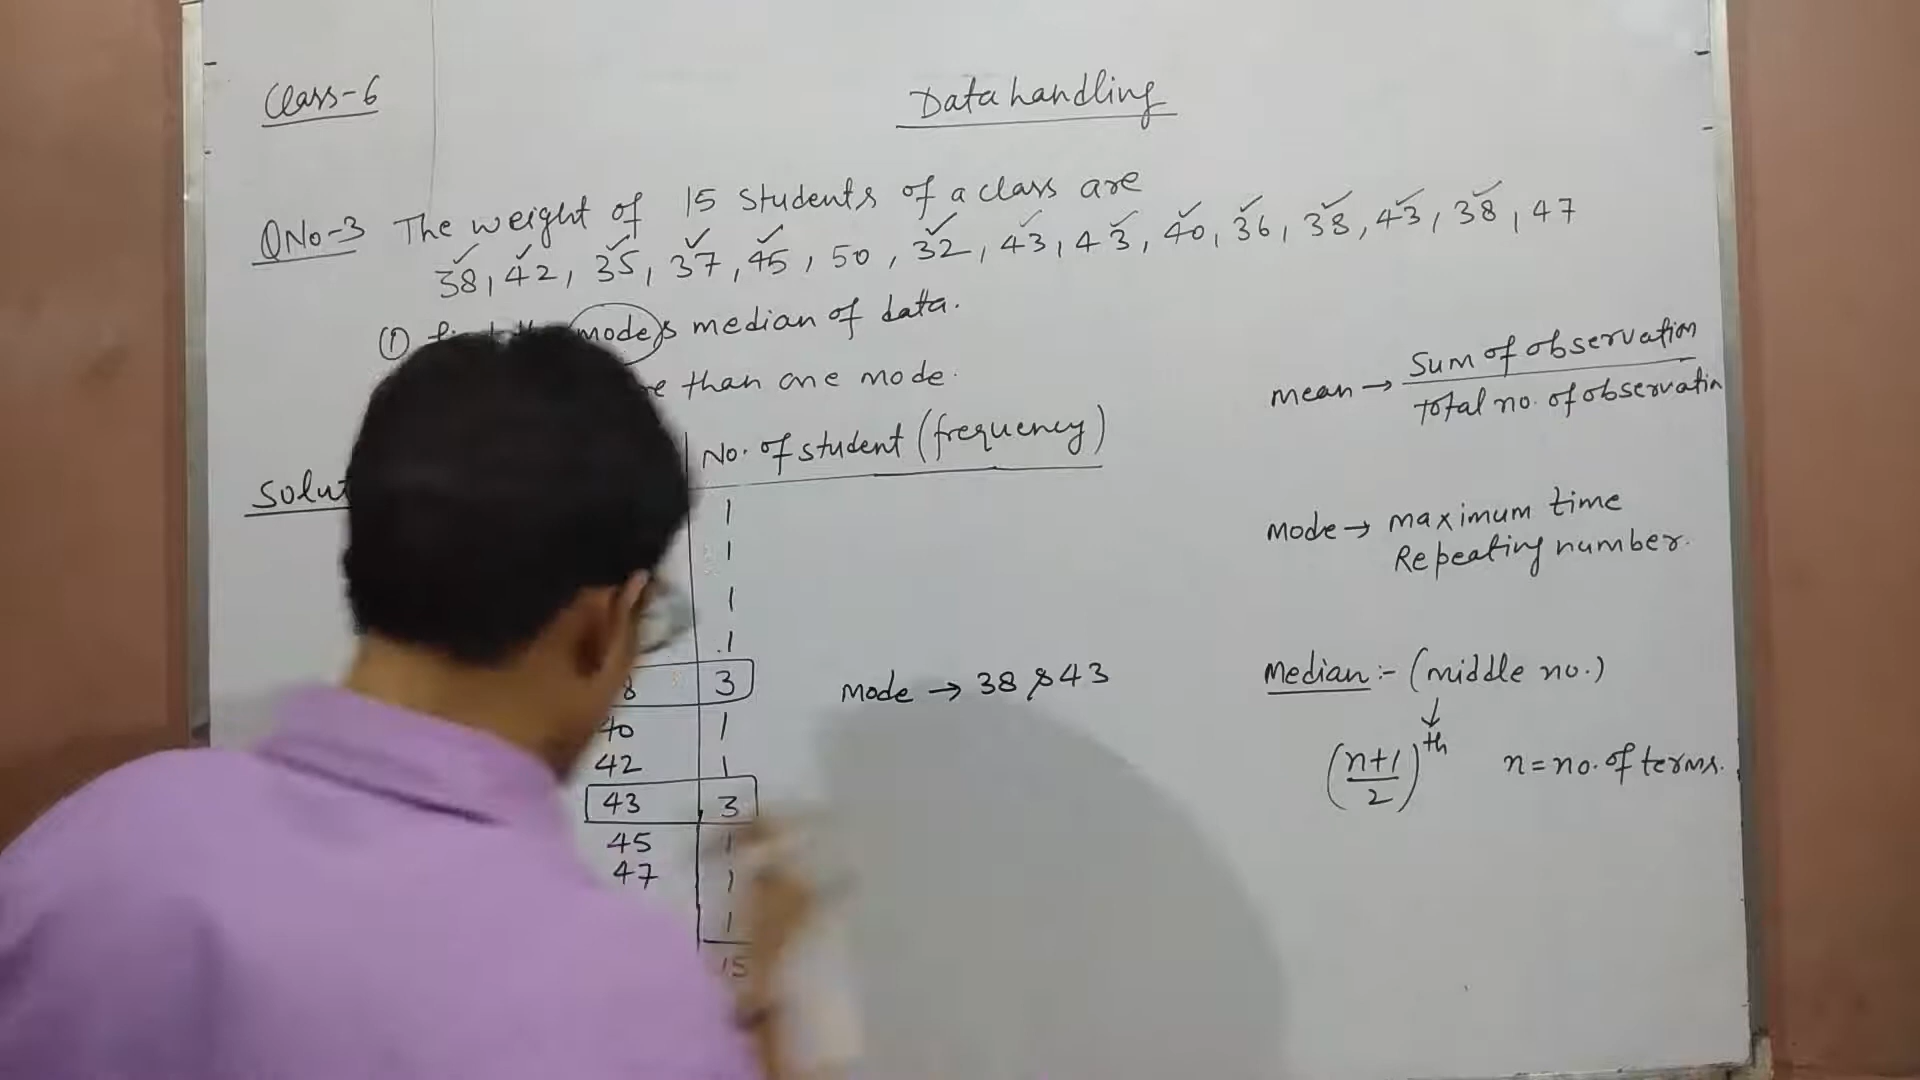 Class-6
Data handling
QNo-3 The weight of 15 students of a class are
38, 42, 35, 37, 45, 50, 32, 43, 43, 40, 36, 38, 43, 38, 47
① mode & median of data.
than one mode.
mean → Sum of observation
Total no. of observatin
No. of student (frequency)
1
1
1
1
8 3
40 1
42 1
43 3
45 1
47 1
1
15
mode → 38 & 43
mode → maximum time
Repeating number.
Median :- (middle no.)
↓
(n+1/2)th n = no. of terms.